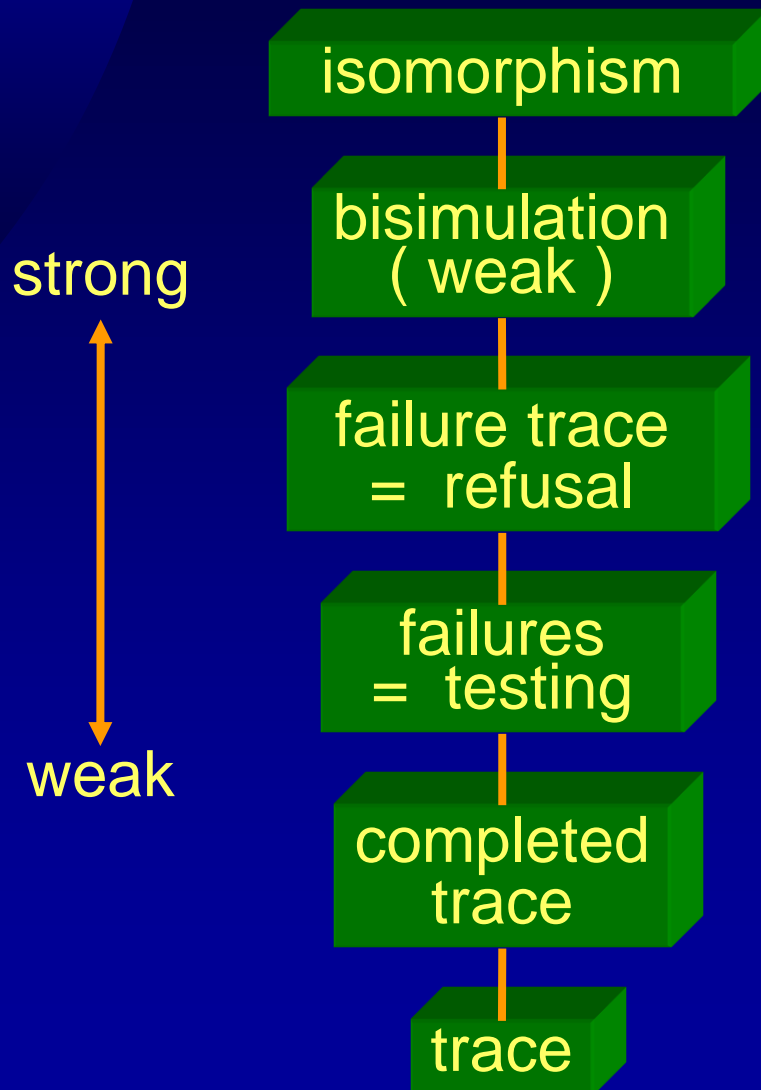 isomorphism
bisimulation
( weak )
strong
failure trace
= refusal
failures
= testing
weak
completed
trace
trace